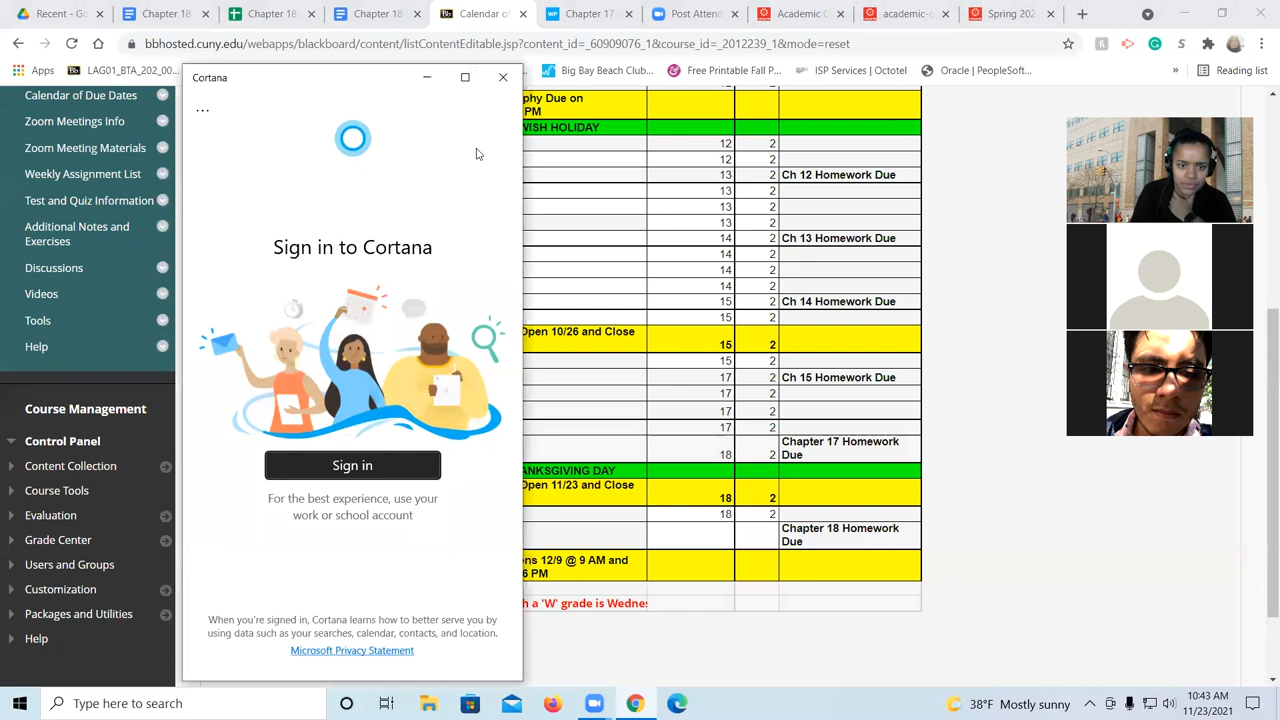 Recents - G
Chapter 18
Chapter 18
Chapter 18
Calendar of
Chapter 17
Post Attend
Academic C
academic-c
Spring 202
bbhosted.cuny.edu/webapps/blackboard/content/listContentEditable.jsp?content_id=_60909076_1&course_id=_2012239_1&mode=reset
Apps
Bb
LAG01_BTA_202_00...
Big Bay Beach Club...
Free Printable Fall P...
ISP Services | Octotel
Oracle | PeopleSoft...
»
Reading list
Calendar of Due Dates
Zoom Meetings Info
Zoom Meeting Materials
Weekly Assignment List
Test and Quiz Information
Additional Notes and
Exercises
Discussions
Videos
Tools
Help
Course Management
Control Panel
Content Collection
Course Tools
Evaluation
Grade Center
Users and Groups
Customization
Packages and Utilities
Help
Cortana
...
Sign in to Cortana
Sign in
For the best experience, use your
work or school account
When you're signed in, Cortana learns how to better serve you by
using data such as your searches, calendar, contacts, and location.
Microsoft Privacy Statement
phy Due on
PM
WISH HOLIDAY
12 2
12 2
13 2 Ch 12 Homework Due
13 2
13 2
13 2
14 2 Ch 13 Homework Due
14 2
14 2
14 2
15 2 Ch 14 Homework Due
15 2
Open 10/26 and Close
15 2
15 2
17 2 Ch 15 Homework Due
17 2
17 2
17 2
Chapter 17 Homework
18 2 Due
ANKSGIVING DAY
Open 11/23 and Close
18 2
18 2
Chapter 18 Homework
Due
ens 12/9 @ 9 AM and
6 PM
h a 'W' grade is Wednes
Type here to search
38°F Mostly sunny
10:43 AM
11/23/2021